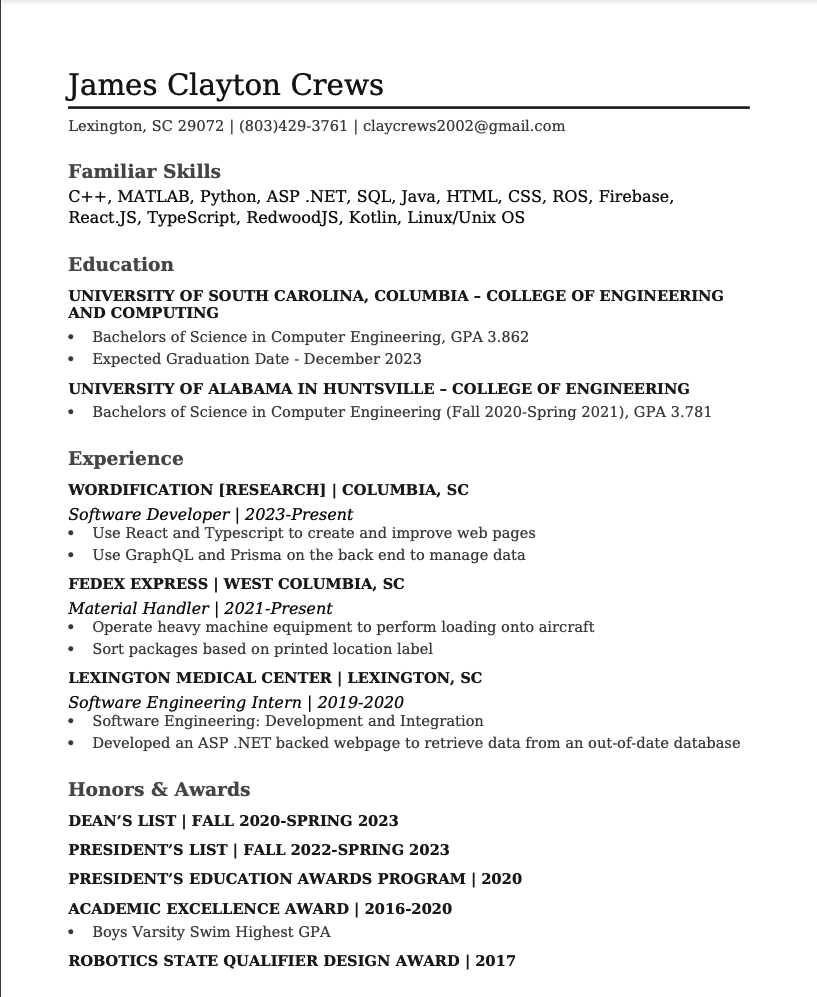 James Clayton Crews
Lexington, SC 29072 | (803)429-3761 | claycrews2002@gmail.com
Familiar Skills
C++, MATLAB, Python, ASP .NET, SQL, Java, HTML, CSS, ROS, Firebase,
React.JS, TypeScript, RedwoodJS, Kotlin, Linux/Unix OS
Education
UNIVERSITY OF SOUTH CAROLINA, COLUMBIA – COLLEGE OF ENGINEERING
AND COMPUTING
• Bachelors of Science in Computer Engineering, GPA 3.862
• Expected Graduation Date - December 2023
UNIVERSITY OF ALABAMA IN HUNTSVILLE – COLLEGE OF ENGINEERING
• Bachelors of Science in Computer Engineering (Fall 2020-Spring 2021), GPA 3.781
Experience
WORDIFICATION [RESEARCH] | COLUMBIA, SC
Software Developer | 2023-Present
• Use React and Typescript to create and improve web pages
• Use GraphQL and Prisma on the back end to manage data
FEDEX EXPRESS | WEST COLUMBIA, SC
Material Handler | 2021-Present
• Operate heavy machine equipment to perform loading onto aircraft
• Sort packages based on printed location label
LEXINGTON MEDICAL CENTER | LEXINGTON, SC
Software Engineering Intern | 2019-2020
• Software Engineering: Development and Integration
• Developed an ASP .NET backed webpage to retrieve data from an out-of-date database
Honors & Awards
DEAN’S LIST | FALL 2020-SPRING 2023
PRESIDENT’S LIST | FALL 2022-SPRING 2023
PRESIDENT’S EDUCATION AWARDS PROGRAM | 2020
ACADEMIC EXCELLENCE AWARD | 2016-2020
• Boys Varsity Swim Highest GPA
ROBOTICS STATE QUALIFIER DESIGN AWARD | 2017